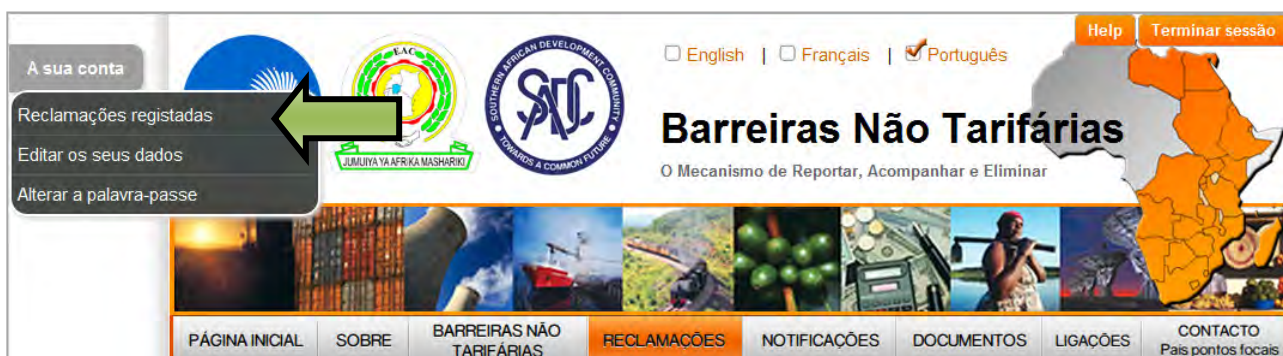 Help
Terminar sessão
A sua conta
Reclamações registadas
Editar os seus dados
Alterar a palavra-passe
EAC
JUMUIYA YA AFRIKA MASHARIKI
SOUTHERN AFRICAN DEVELOPMENT COMMUNITY
SADC
TOWARDS A COMMON FUTURE
English | Français | Português
Barreiras Não Tarifárias
O Mecanismo de Reportar, Acompanhar e Eliminar
PÁGINA INICIAL
SOBRE
BARREIRAS NÃO
TARIFÁRIAS
RECLAMAÇÕES
NOTIFICAÇÕES
DOCUMENTOS
LIGAÇÕES
CONTACTO
Pais pontos focais